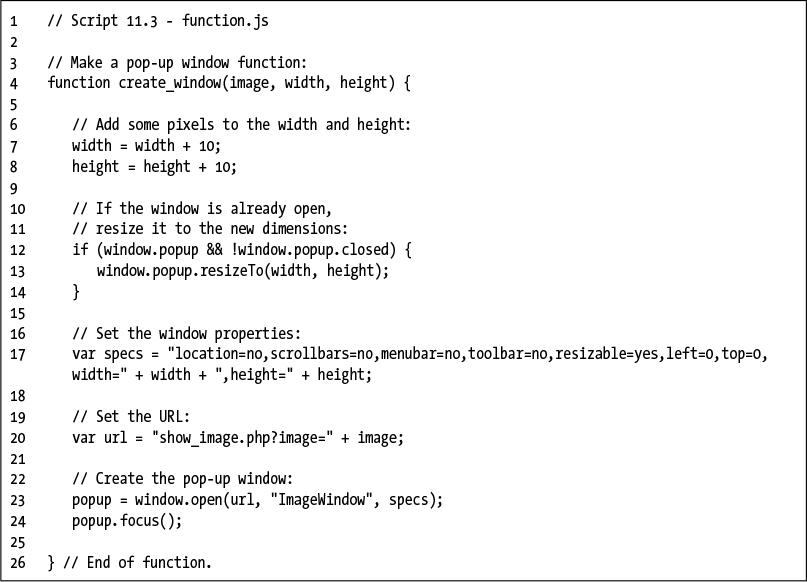 1 // Script 11.3 - function.js
2
3 // Make a pop-up window function:
4 function create_window(image, width, height) {
5
6 // Add some pixels to the width and height:
7 width = width + 10;
8 height = height + 10;
9
10 // If the window is already open,
11 // resize it to the new dimensions:
12 if (window.popup && !window.popup.closed) {
13 window.popup.resizeTo(width, height);
14 }
15
16 // Set the window properties:
17 var specs = "location=no,scrollbars=no,menubar=no,toolbar=no,resizable=yes,left=0,top=0,
width=" + width + ",height=" + height;
18
19 // Set the URL:
20 var url = "show_image.php?image=" + image;
21
22 // Create the pop-up window:
23 popup = window.open(url, "ImageWindow", specs);
24 popup.focus();
25
26 } // End of function.